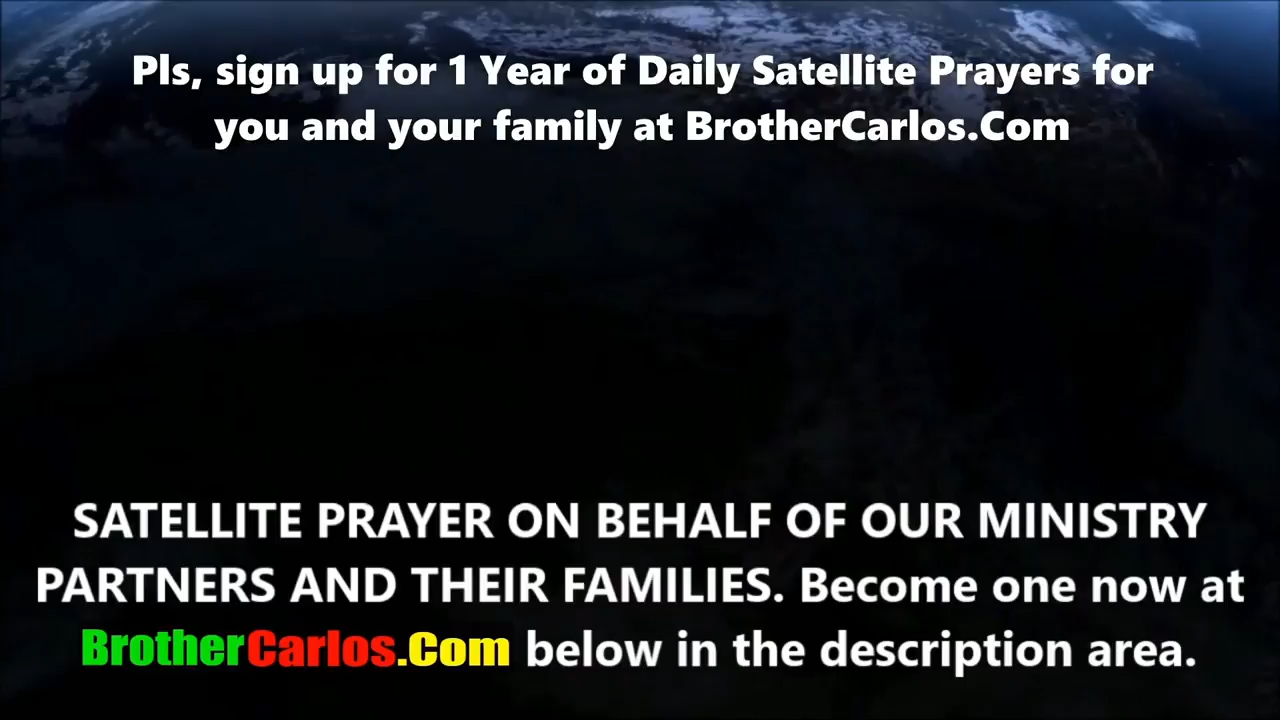 Pls, sign up for 1 Year of Daily Satellite Prayers for
you and your family at BrotherCarlos.Com
SATELLITE PRAYER ON BEHALF OF OUR MINISTRY
PARTNERS AND THEIR FAMILIES. Become one now at
BrotherCarlos.Com below in the description area.